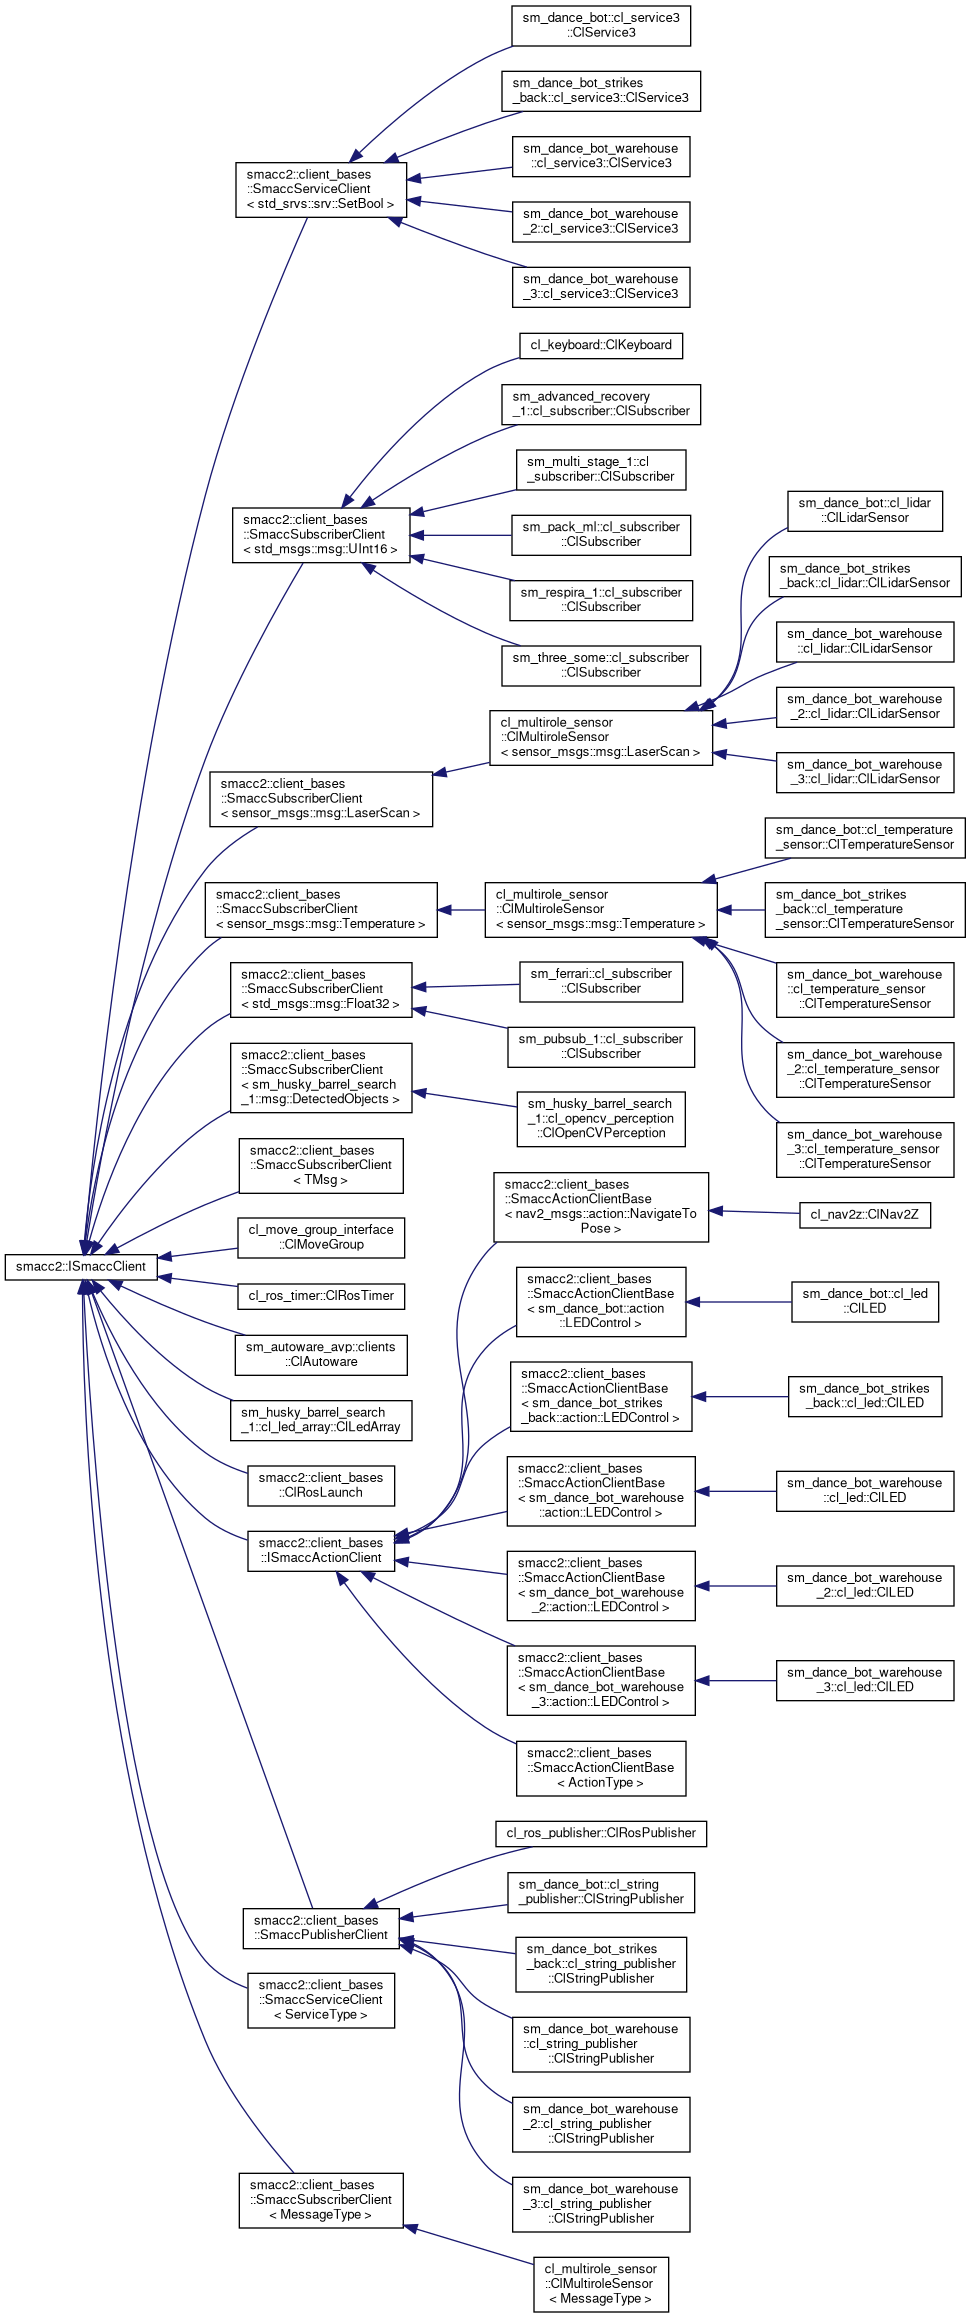 sm_dance_bot::cl_service3
::ClService3
sm_dance_bot_strikes
_back::cl_service3::ClService3
sm_dance_bot_warehouse
::cl_service3::ClService3
smacc2::client_bases
::SmaccServiceClient
< std_srvs::srv::SetBool >
sm_dance_bot_warehouse
_2::cl_service3::ClService3
sm_dance_bot_warehouse
_3::cl_service3::ClService3
cl_keyboard::ClKeyboard
sm_advanced_recovery
_1::cl_subscriber::ClSubscriber
sm_multi_stage_1::cl
_subscriber::ClSubscriber
smacc2::client_bases
::SmaccSubscriberClient
< std_msgs::msg::UInt16 >
sm_pack_ml::cl_subscriber
::ClSubscriber
sm_respira_1::cl_subscriber
::ClSubscriber
sm_three_some::cl_subscriber
::ClSubscriber
sm_dance_bot::cl_lidar
::ClLidarSensor
sm_dance_bot_strikes
_back::cl_lidar::ClLidarSensor
sm_dance_bot_warehouse
::cl_lidar::ClLidarSensor
sm_dance_bot_warehouse
_2::cl_lidar::ClLidarSensor
sm_dance_bot_warehouse
_3::cl_lidar::ClLidarSensor
cl_multirole_sensor
::ClMultiroleSensor
< sensor_msgs::msg::LaserScan >
smacc2::client_bases
::SmaccSubscriberClient
< sensor_msgs::msg::LaserScan >
sm_dance_bot::cl_temperature
_sensor::ClTemperatureSensor
smacc2::client_bases
::SmaccSubscriberClient
< sensor_msgs::msg::Temperature >
cl_multirole_sensor
::ClMultiroleSensor
< sensor_msgs::msg::Temperature >
sm_dance_bot_strikes
_back::cl_temperature
_sensor::ClTemperatureSensor
sm_dance_bot_warehouse
::cl_temperature_sensor
::ClTemperatureSensor
sm_dance_bot_warehouse
_2::cl_temperature_sensor
::ClTemperatureSensor
sm_dance_bot_warehouse
_3::cl_temperature_sensor
::ClTemperatureSensor
smacc2::client_bases
::SmaccSubscriberClient
< std_msgs::msg::Float32 >
sm_ferrari::cl_subscriber
::ClSubscriber
sm_pubsub_1::cl_subscriber
::ClSubscriber
smacc2::client_bases
::SmaccSubscriberClient
< sm_husky_barrel_search
_1::msg::DetectedObjects >
sm_husky_barrel_search
_1::cl_opencv_perception
::ClOpenCVPerception
smacc2::client_bases
::SmaccSubscriberClient
< TMsg >
cl_move_group_interface
::ClMoveGroup
smacc2::ISmaccClient
cl_ros_timer::ClRosTimer
sm_autoware_avp::clients
::ClAutoware
sm_husky_barrel_search
_1::cl_led_array::ClLedArray
smacc2::client_bases
::ClRosLaunch
smacc2::client_bases
::ISmaccActionClient
smacc2::client_bases
::SmaccActionClientBase
< nav2_msgs::action::NavigateTo
Pose >
cl_nav2z::ClNav2Z
smacc2::client_bases
::SmaccActionClientBase
< sm_dance_bot::action
::LEDControl >
sm_dance_bot::cl_led
::ClLED
smacc2::client_bases
::SmaccActionClientBase
< sm_dance_bot_strikes
_back::action::LEDControl >
sm_dance_bot_strikes
_back::cl_led::ClLED
smacc2::client_bases
::SmaccActionClientBase
< sm_dance_bot_warehouse
::action::LEDControl >
sm_dance_bot_warehouse
::cl_led::ClLED
smacc2::client_bases
::SmaccActionClientBase
< sm_dance_bot_warehouse
_2::action::LEDControl >
sm_dance_bot_warehouse
_2::cl_led::ClLED
smacc2::client_bases
::SmaccActionClientBase
< sm_dance_bot_warehouse
_3::action::LEDControl >
sm_dance_bot_warehouse
_3::cl_led::ClLED
smacc2::client_bases
::SmaccActionClientBase
< ActionType >
cl_ros_publisher::ClRosPublisher
sm_dance_bot::cl_string
_publisher::ClStringPublisher
smacc2::client_bases
::SmaccPublisherClient
sm_dance_bot_strikes
_back::cl_string_publisher
::ClStringPublisher
sm_dance_bot_warehouse
::cl_string_publisher
::ClStringPublisher
sm_dance_bot_warehouse
_2::cl_string_publisher
::ClStringPublisher
sm_dance_bot_warehouse
_3::cl_string_publisher
::ClStringPublisher
smacc2::client_bases
::SmaccServiceClient
< ServiceType >
smacc2::client_bases
::SmaccSubscriberClient
< MessageType >
cl_multirole_sensor
::ClMultiroleSensor
< MessageType >